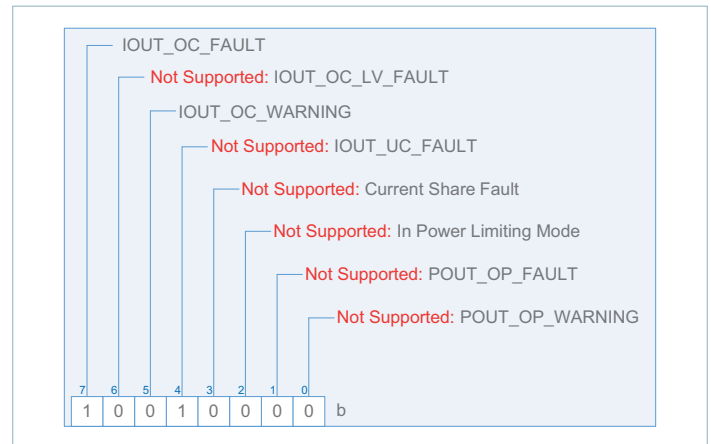 IOUT_OC_FAULT
Not Supported: IOUT_OC_LV_FAULT
IOUT_OC_WARNING
Not Supported: IOUT_UC_FAULT
Not Supported: Current Share Fault
Not Supported: In Power Limiting Mode
Not Supported: POUT_OP_FAULT
Not Supported: POUT_OP_WARNING
7 6 5 4 3 2 1 0
1 0 0 1 0 0 0 0 b